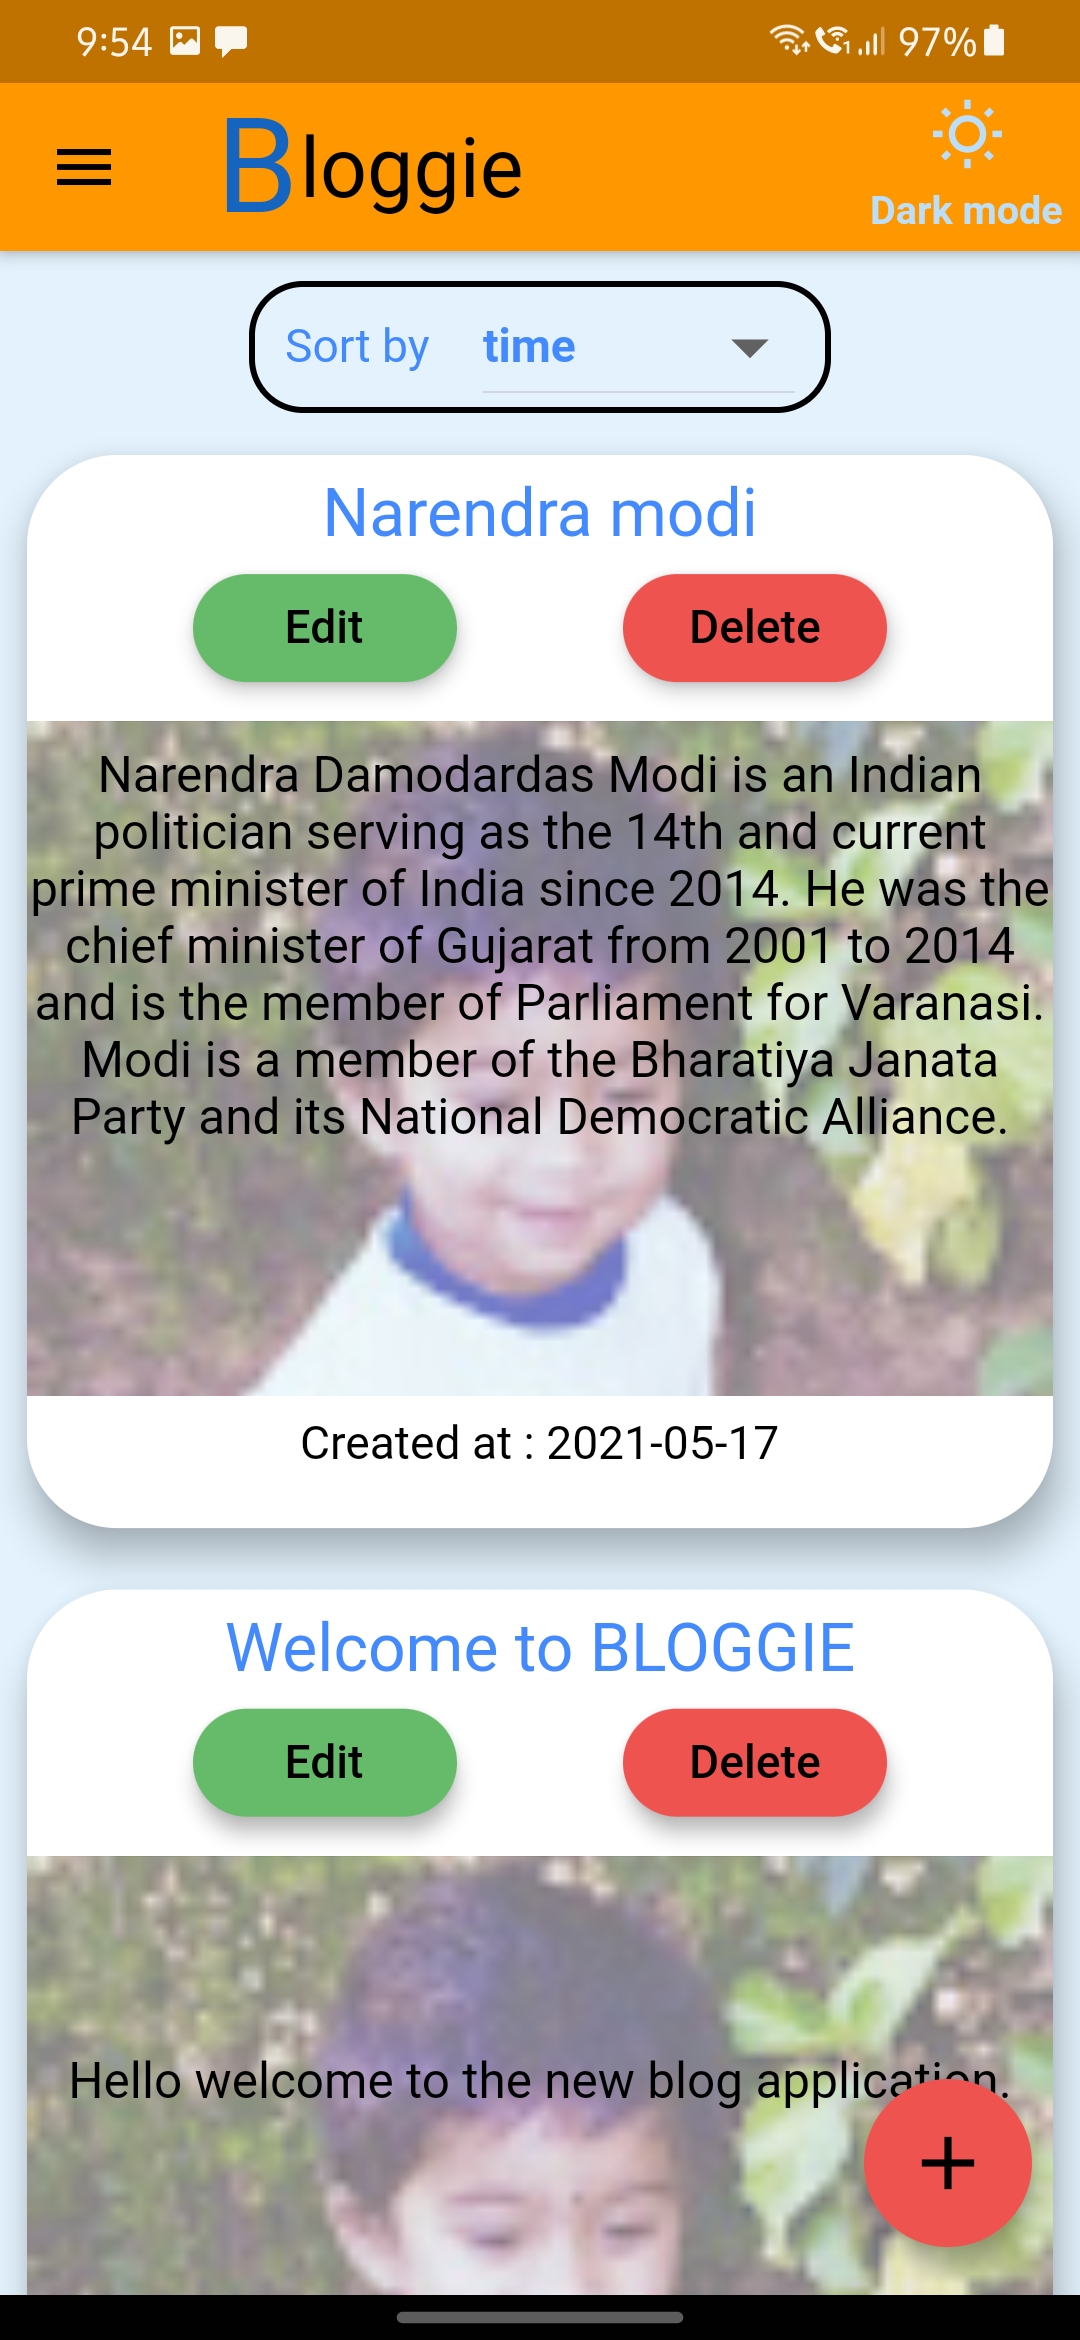 9:54 97%
Bloggie
Dark mode
Sort by time
Narendra modi
Edit Delete
Narendra Damodardas Modi is an Indian
politician serving as the 14th and current
prime minister of India since 2014. He was the
chief minister of Gujarat from 2001 to 2014
and is the member of Parliament for Varanasi.
Modi is a member of the Bharatiya Janata
Party and its National Democratic Alliance.
Created at : 2021-05-17
Welcome to BLOGGIE
Edit Delete
Hello welcome to the new blog application.